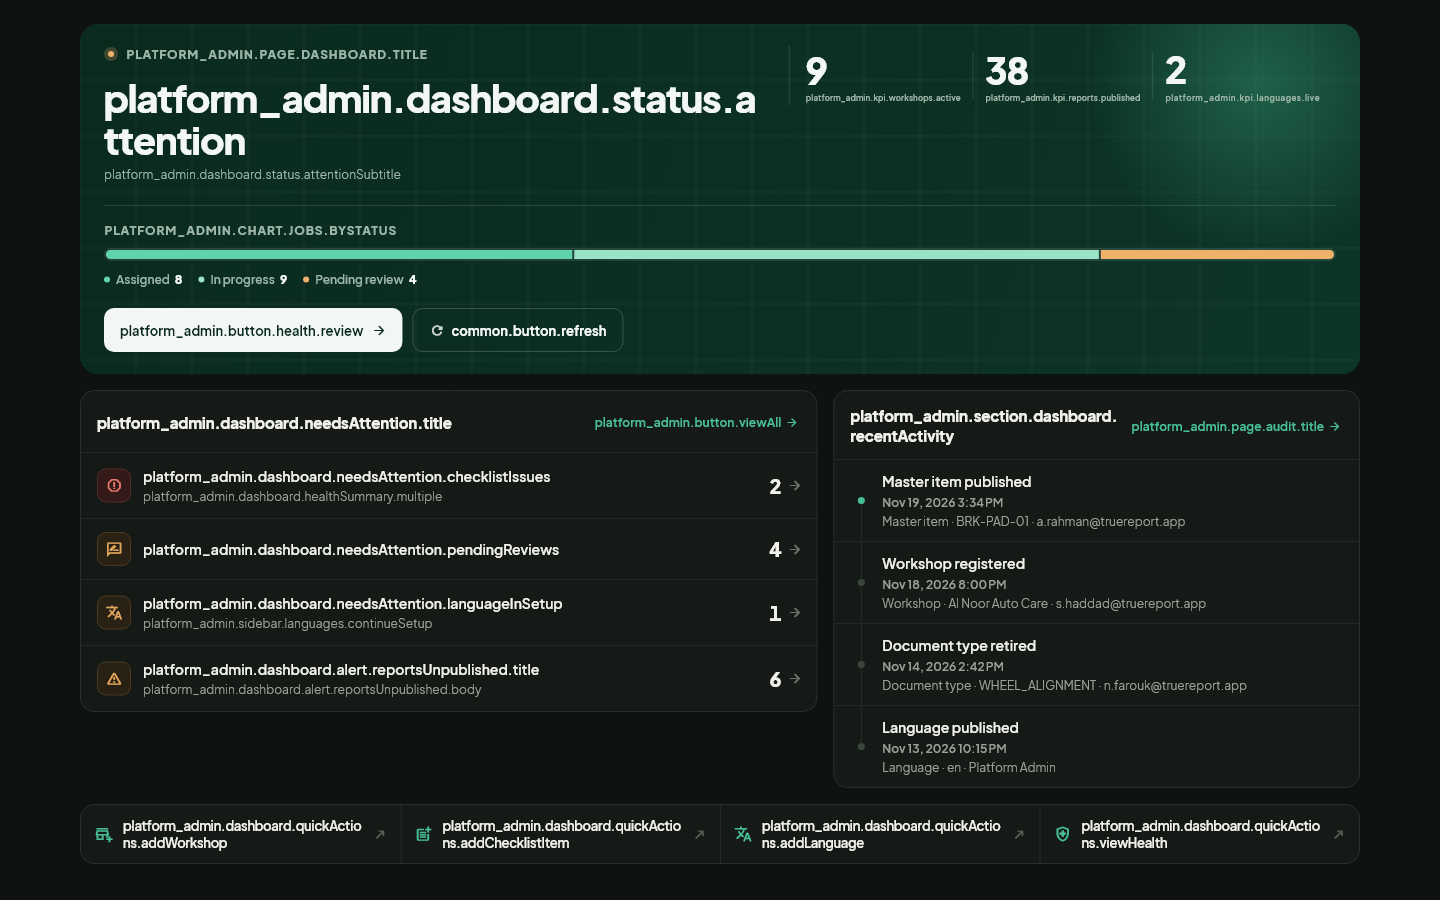 PLATFORM_ADMIN.PAGE.DASHBOARD.TITLE
platform_admin.dashboard.status.a
ttention
platform_admin.dashboard.status.attentionSubtitle
9
platform_admin.kpi.workshops.active
38
platform_admin.kpi.reports.published
2
platform_admin.kpi.languages.live
PLATFORM_ADMIN.CHART.JOBS.BYSTATUS
Assigned 8 In progress 9 Pending review 4
platform_admin.button.health.review →
common.button.refresh
platform_admin.dashboard.needsAttention.title
platform_admin.button.viewAll →
platform_admin.dashboard.needsAttention.checklistIssues
platform_admin.dashboard.healthSummary.multiple
2 →
platform_admin.dashboard.needsAttention.pendingReviews
4 →
platform_admin.dashboard.needsAttention.languageInSetup
platform_admin.sidebar.languages.continueSetup
1 →
platform_admin.dashboard.alert.reportsUnpublished.title
platform_admin.dashboard.alert.reportsUnpublished.body
6 →
platform_admin.section.dashboard.
recentActivity
platform_admin.page.audit.title →
Master item published
Nov 19, 2026 3:34 PM
Master item · BRK-PAD-01 · a.rahman@truereport.app
Workshop registered
Nov 18, 2026 8:00 PM
Workshop · Al Noor Auto Care · s.haddad@truereport.app
Document type retired
Nov 14, 2026 2:42 PM
Document type · WHEEL_ALIGNMENT · n.farouk@truereport.app
Language published
Nov 13, 2026 10:15 PM
Language · en · Platform Admin
platform_admin.dashboard.quickActio
ns.addWorkshop
platform_admin.dashboard.quickActio
ns.addChecklistItem
platform_admin.dashboard.quickActio
ns.addLanguage
platform_admin.dashboard.quickActio
ns.viewHealth